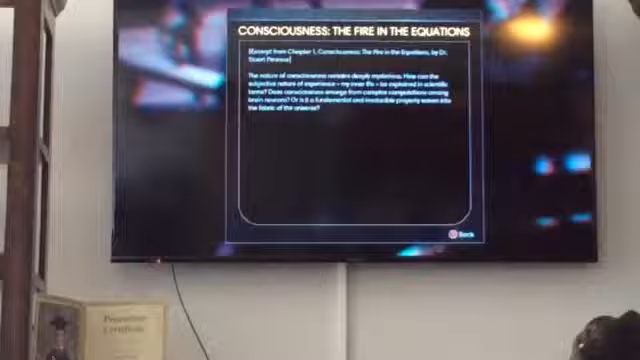 CONSCIOUSNESS: THE FIRE IN THE EQUATIONS
[Excerpt from Chapter 1, Consciousness: The Fire in the Equations, by Dr.
Stuart
The nature of consciousness remains deeply mysterious. How can the
subjective nature of experience - my inner life - be explained in scientific
terms? Does consciousness emerge from complex computations among
brain neurons? Or is it a fundamental and irreducible property woven into
the fabric of the universe?
Back